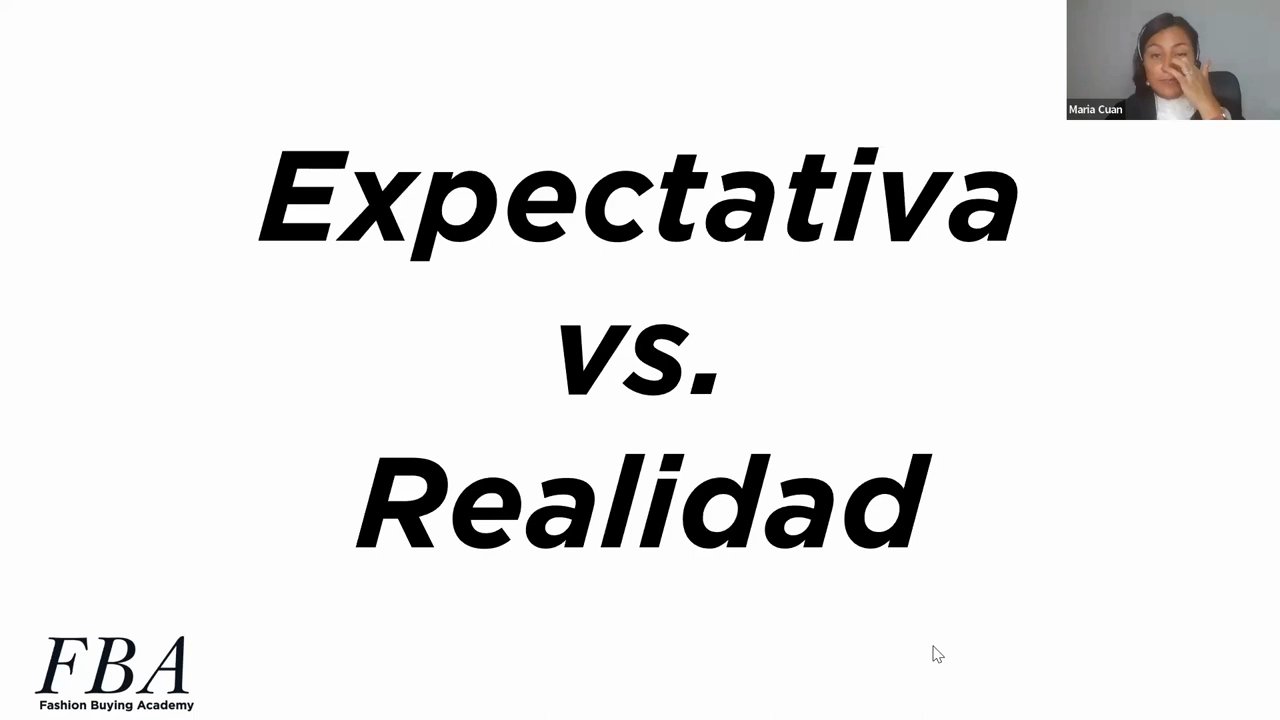 Maria Cuan
Expectativa
vs.
Realidad
FBA
Fashion Buying Academy